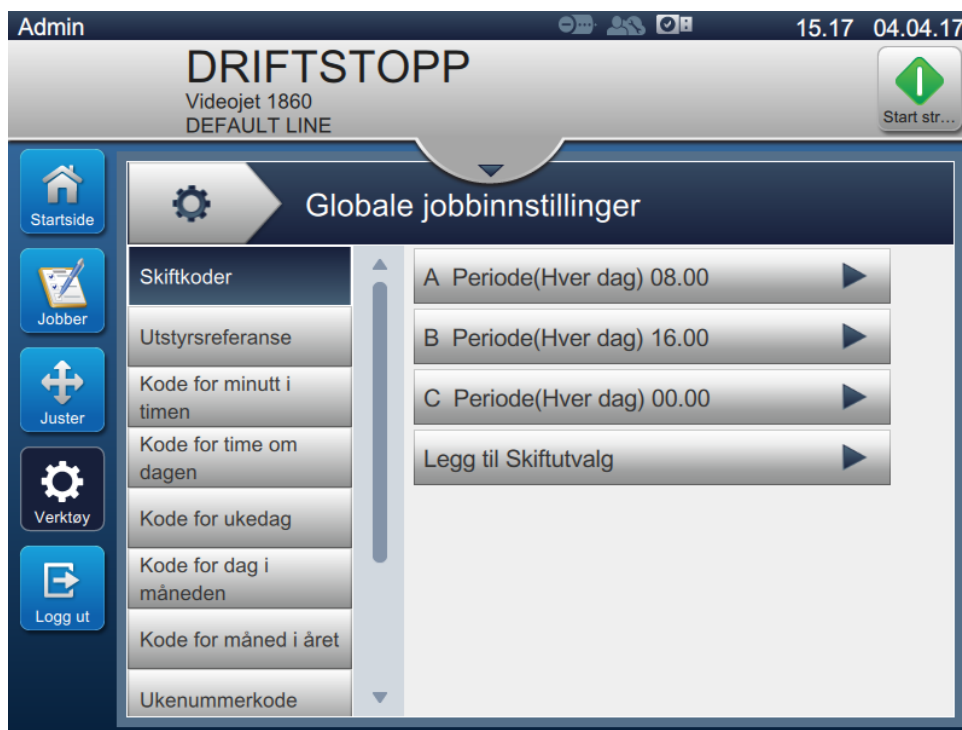 Admin
15.17 04.04.17
DRIFTSTOPP
Videojet 1860
DEFAULT LINE
Start str...
Startside
Jobber
Juster
Verktøy
Logg ut
Globale jobbinnstillinger
Skiftkoder
Utstyrsreferanse
Kode for minutt i
timen
Kode for time om
dagen
Kode for ukedag
Kode for dag i
måneden
Kode for måned i året
Ukenummerkode
A Periode(Hver dag) 08.00
B Periode(Hver dag) 16.00
C Periode(Hver dag) 00.00
Legg til Skiftutvalg